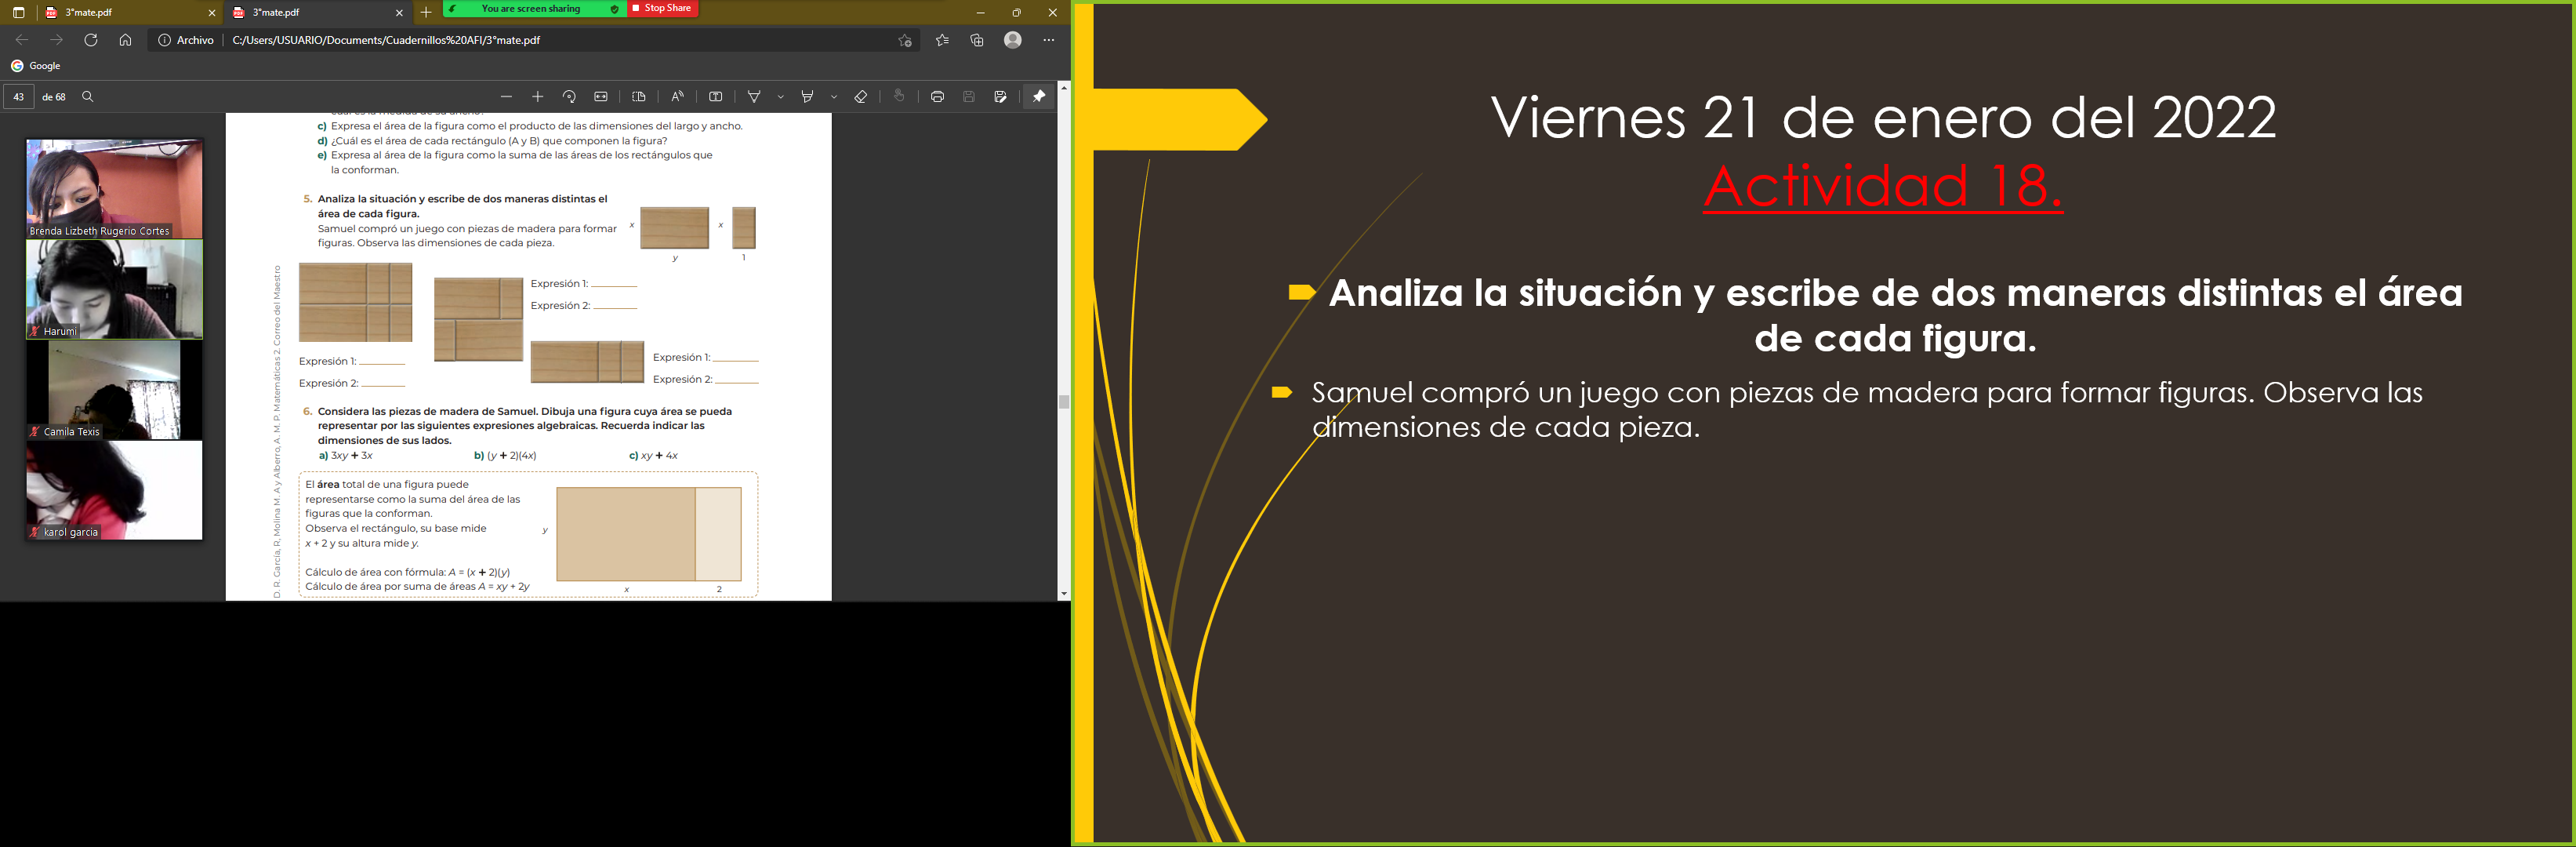 3°mate.pdf
3°mate.pdf
You are screen sharing
Stop Share
Archivo
C:/Users/USUARIO/Documents/Cuadernillos%20AFI/3°mate.pdf
Google
43 de 68
c) Expresa el área de la figura como el producto de las dimensiones del largo y ancho.
d) ¿Cuál es el área de cada rectángulo (A y B) que componen la figura?
e) Expresa al área de la figura como la suma de las áreas de los rectángulos que
la conforman.
5. Analiza la situación y escribe de dos maneras distintas el
área de cada figura.
Samuel compró un juego con piezas de madera para formar
figuras. Observa las dimensiones de cada pieza.
x
y
x
1
Expresión 1:
Expresión 2:
Expresión 1:
Expresión 2:
Expresión 1:
Expresión 2:
6. Considera las piezas de madera de Samuel. Dibuja una figura cuya área se pueda
representar por las siguientes expresiones algebraicas. Recuerda indicar las
dimensiones de sus lados.
a) 3xy + 3x b) (y + 2)(4x) c) xy + 4x
El área total de una figura puede
representarse como la suma del área de las
figuras que la conforman.
Observa el rectángulo, su base mide
x + 2 y su altura mide y.
Cálculo de área con fórmula: A = (x + 2)(y)
Cálculo de área por suma de áreas A = xy + 2y
y
x
2
D. R. García, R, Molina M. A y Alberro, A. M. P. Matemáticas 2. Correo del Maestro
Brenda Lizbeth Rugerio Cortes
Harumi
Camila Texis
karol garcia
Viernes 21 de enero del 2022
Actividad 18.
Analiza la situación y escribe de dos maneras distintas el área
de cada figura.
Samuel compró un juego con piezas de madera para formar figuras. Observa las
dimensiones de cada pieza.